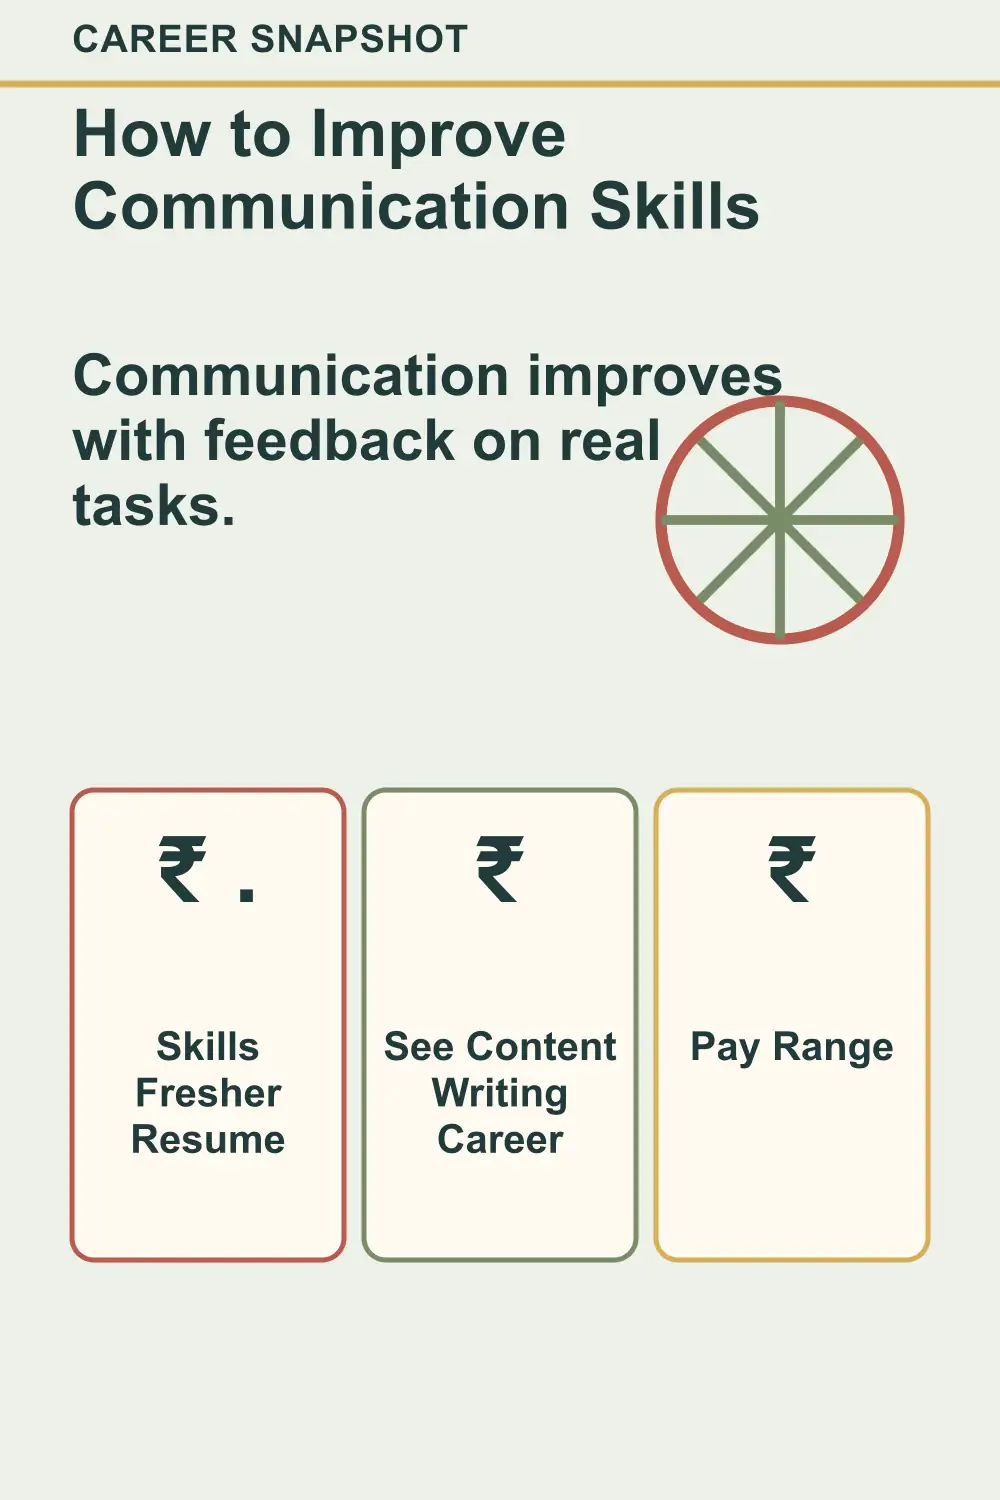 CAREER SNAPSHOT
How to Improve
Communication Skills
Communication improves
with feedback on real
tasks.
₹ .
Skills
Fresher
Resume
₹
See Content
Writing
Career
₹
Pay Range